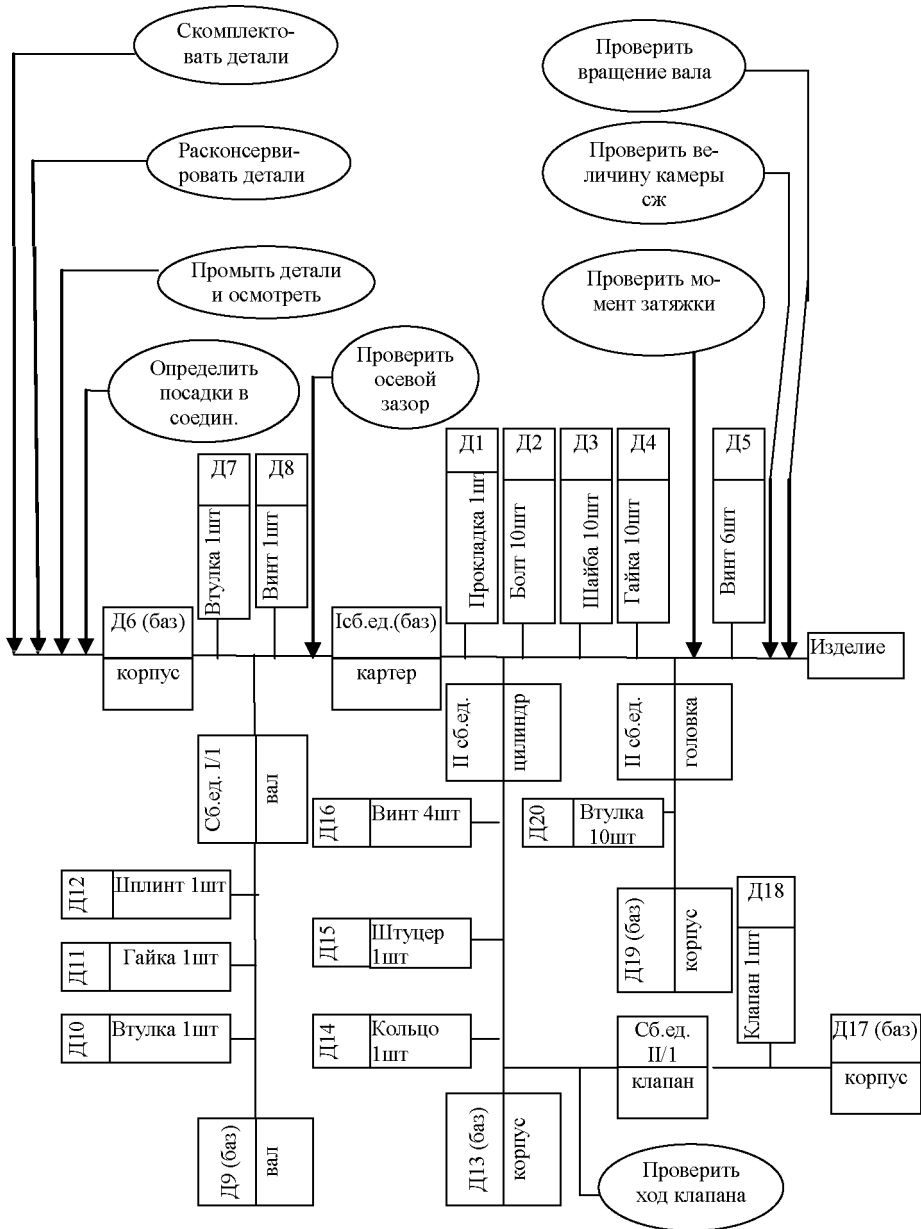 Скомплекто-
вать детали
Проверить
вращение вала
Расконсерви-
ровать детали
Проверить ве-
личину камеры
сж
Промыть детали
и осмотреть
Проверить мо-
мент затяжки
Определить
посадки в
соедин.
Проверить
осевой
зазор
Д7
Втулка 1шт
Д8
Винт 1шт
Д1
Прокладка 1шт
Д2
Болт 10шт
Д3
Шайба 10шт
Д4
Гайка 10шт
Д5
Винт 6шт
Д6 (баз)
корпус
Iсб.ед.(баз)
картер
Изделие
Сб.ед. I/1
вал
II сб.ед.
цилиндр
II сб.ед.
головка
Д16
Винт 4шт
Д20
Втулка
10шт
Д12
Шплинт 1шт
Д11
Гайка 1шт
Д10
Втулка 1шт
Д15
Штуцер
1шт
Д14
Кольцо
1шт
Д19 (баз)
корпус
Д18
Клапан 1шт
Сб.ед.
II/1
клапан
Д17 (баз)
корпус
Д9 (баз)
вал
Д13 (баз)
корпус
Проверить
ход клапана